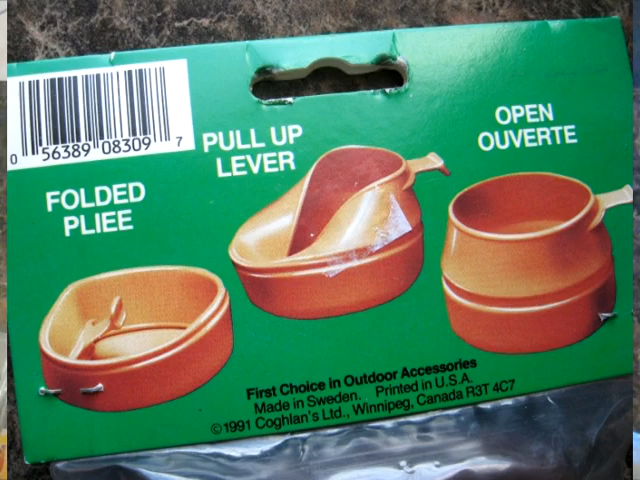 0 56389 08309 7
PULL UP
LEVER
OPEN
OUVERTE
FOLDED
PLIEE
First Choice in Outdoor Accessories
Made in Sweden. Printed in U.S.A.
©1991 Coghlan's Ltd., Winnipeg, Canada R3T 4C7